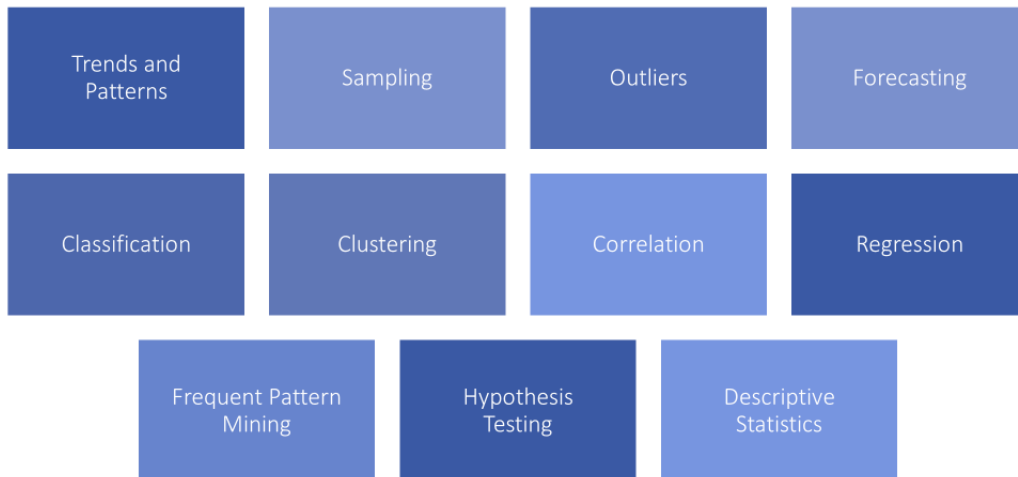 Trends and
Patterns
Sampling
Outliers
Forecasting
Classification
Clustering
Correlation
Regression
Frequent Pattern
Mining
Hypothesis
Testing
Descriptive
Statistics